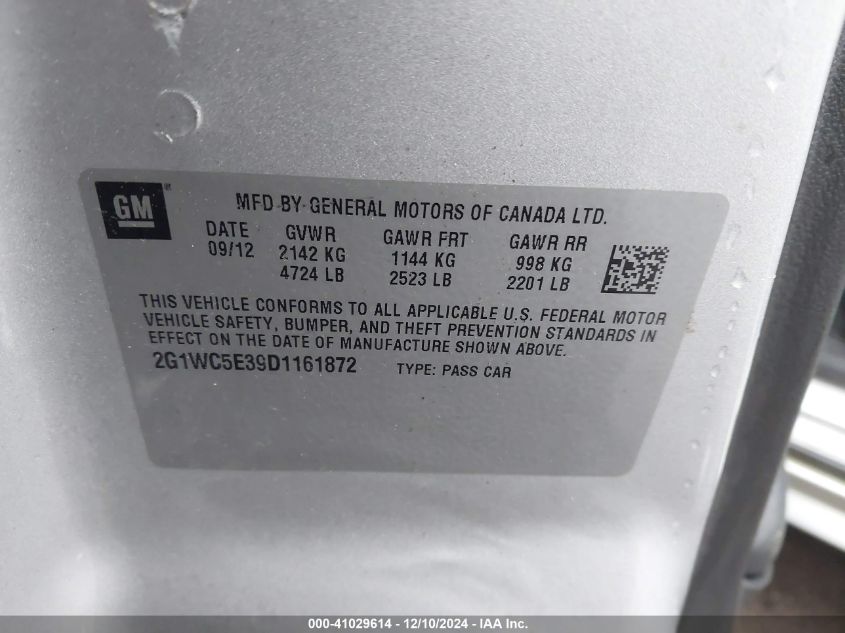 GM
MFD BY GENERAL MOTORS OF CANADA LTD.
DATE GVWR GAWR FRT GAWR RR
09/12 2142 KG 1144 KG 998 KG
4724 LB 2523 LB 2201 LB
THIS VEHICLE CONFORMS TO ALL APPLICABLE U.S. FEDERAL MOTOR
VEHICLE SAFETY, BUMPER, AND THEFT PREVENTION STANDARDS IN
EFFECT ON THE DATE OF MANUFACTURE SHOWN ABOVE.
2G1WC5E39D1161872 TYPE: PASS CAR
000-41029614 - 12/10/2024 - IAA Inc.